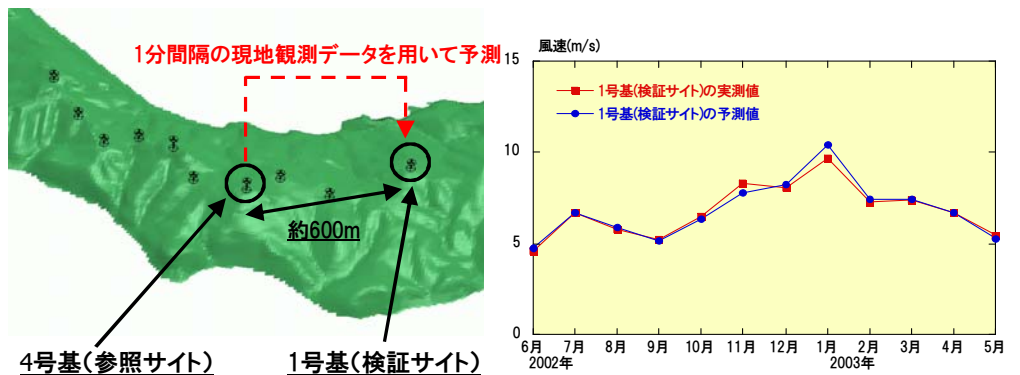 1分間隔の現地観測データを用いて予測
約600m
4号基(参照サイト)
1号基(検証サイト)
風速(m/s)
15
10
5
0
1号基(検証サイト)の実測値
1号基(検証サイト)の予測値
6月 7月 8月 9月 10月 11月 12月 1月 2月 3月 4月 5月
2002年 2003年